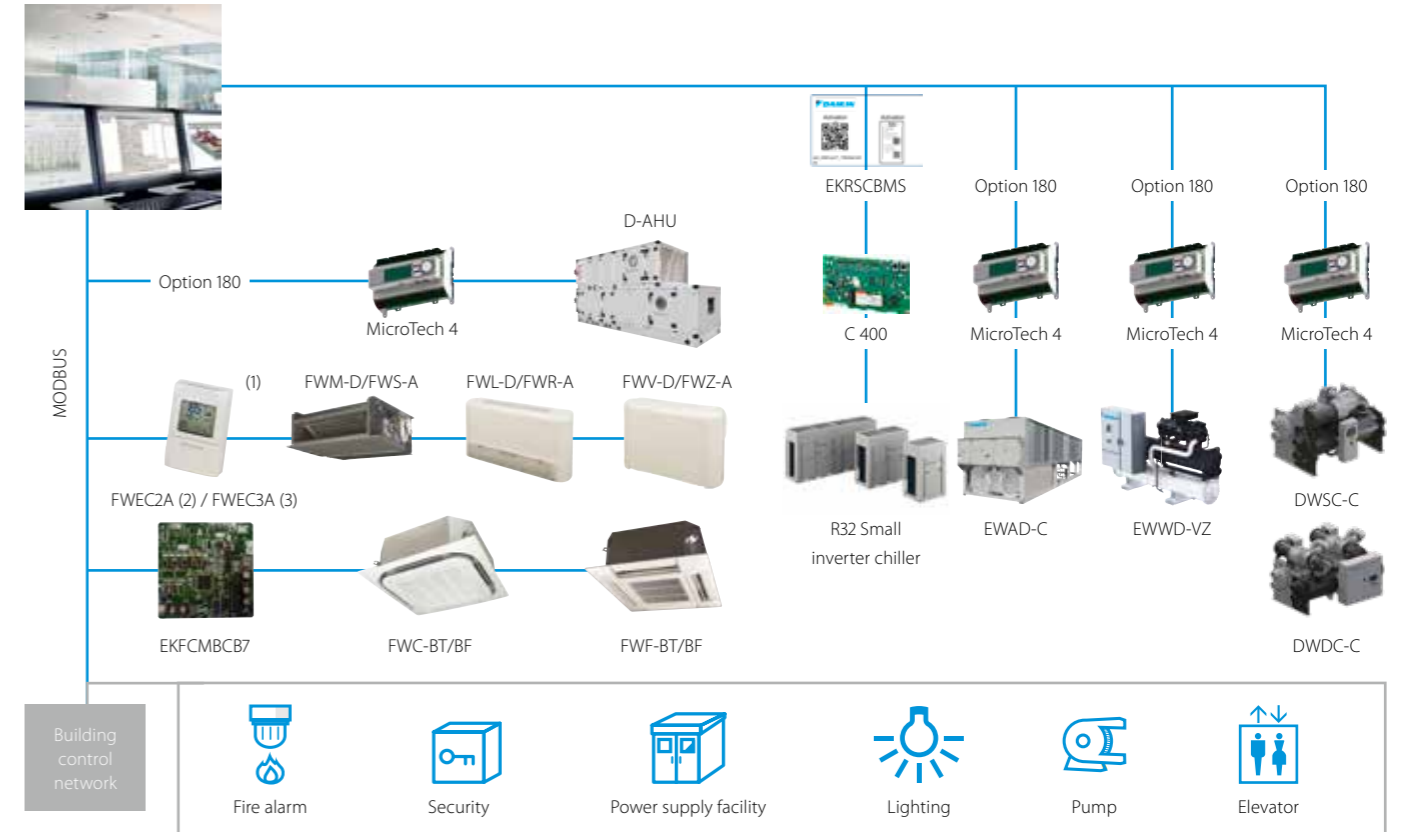 DAIKIN
EKRSCBMS
Option 180
Option 180
Option 180
D-AHU
Option 180
MicroTech 4
C 400
MicroTech 4
MicroTech 4
MicroTech 4
MODBUS
(1)
FWM-D/FWS-A
FWL-D/FWR-A
FWV-D/FWZ-A
FWEC2A (2) / FWEC3A (3)
R32 Small
inverter chiller
EWAD-C
EWWD-VZ
DWSC-C
EKFCMBCB7
FWC-BT/BF
FWF-BT/BF
DWDC-C
Building
control
network
Fire alarm
Security
Power supply facility
Lighting
Pump
Elevator